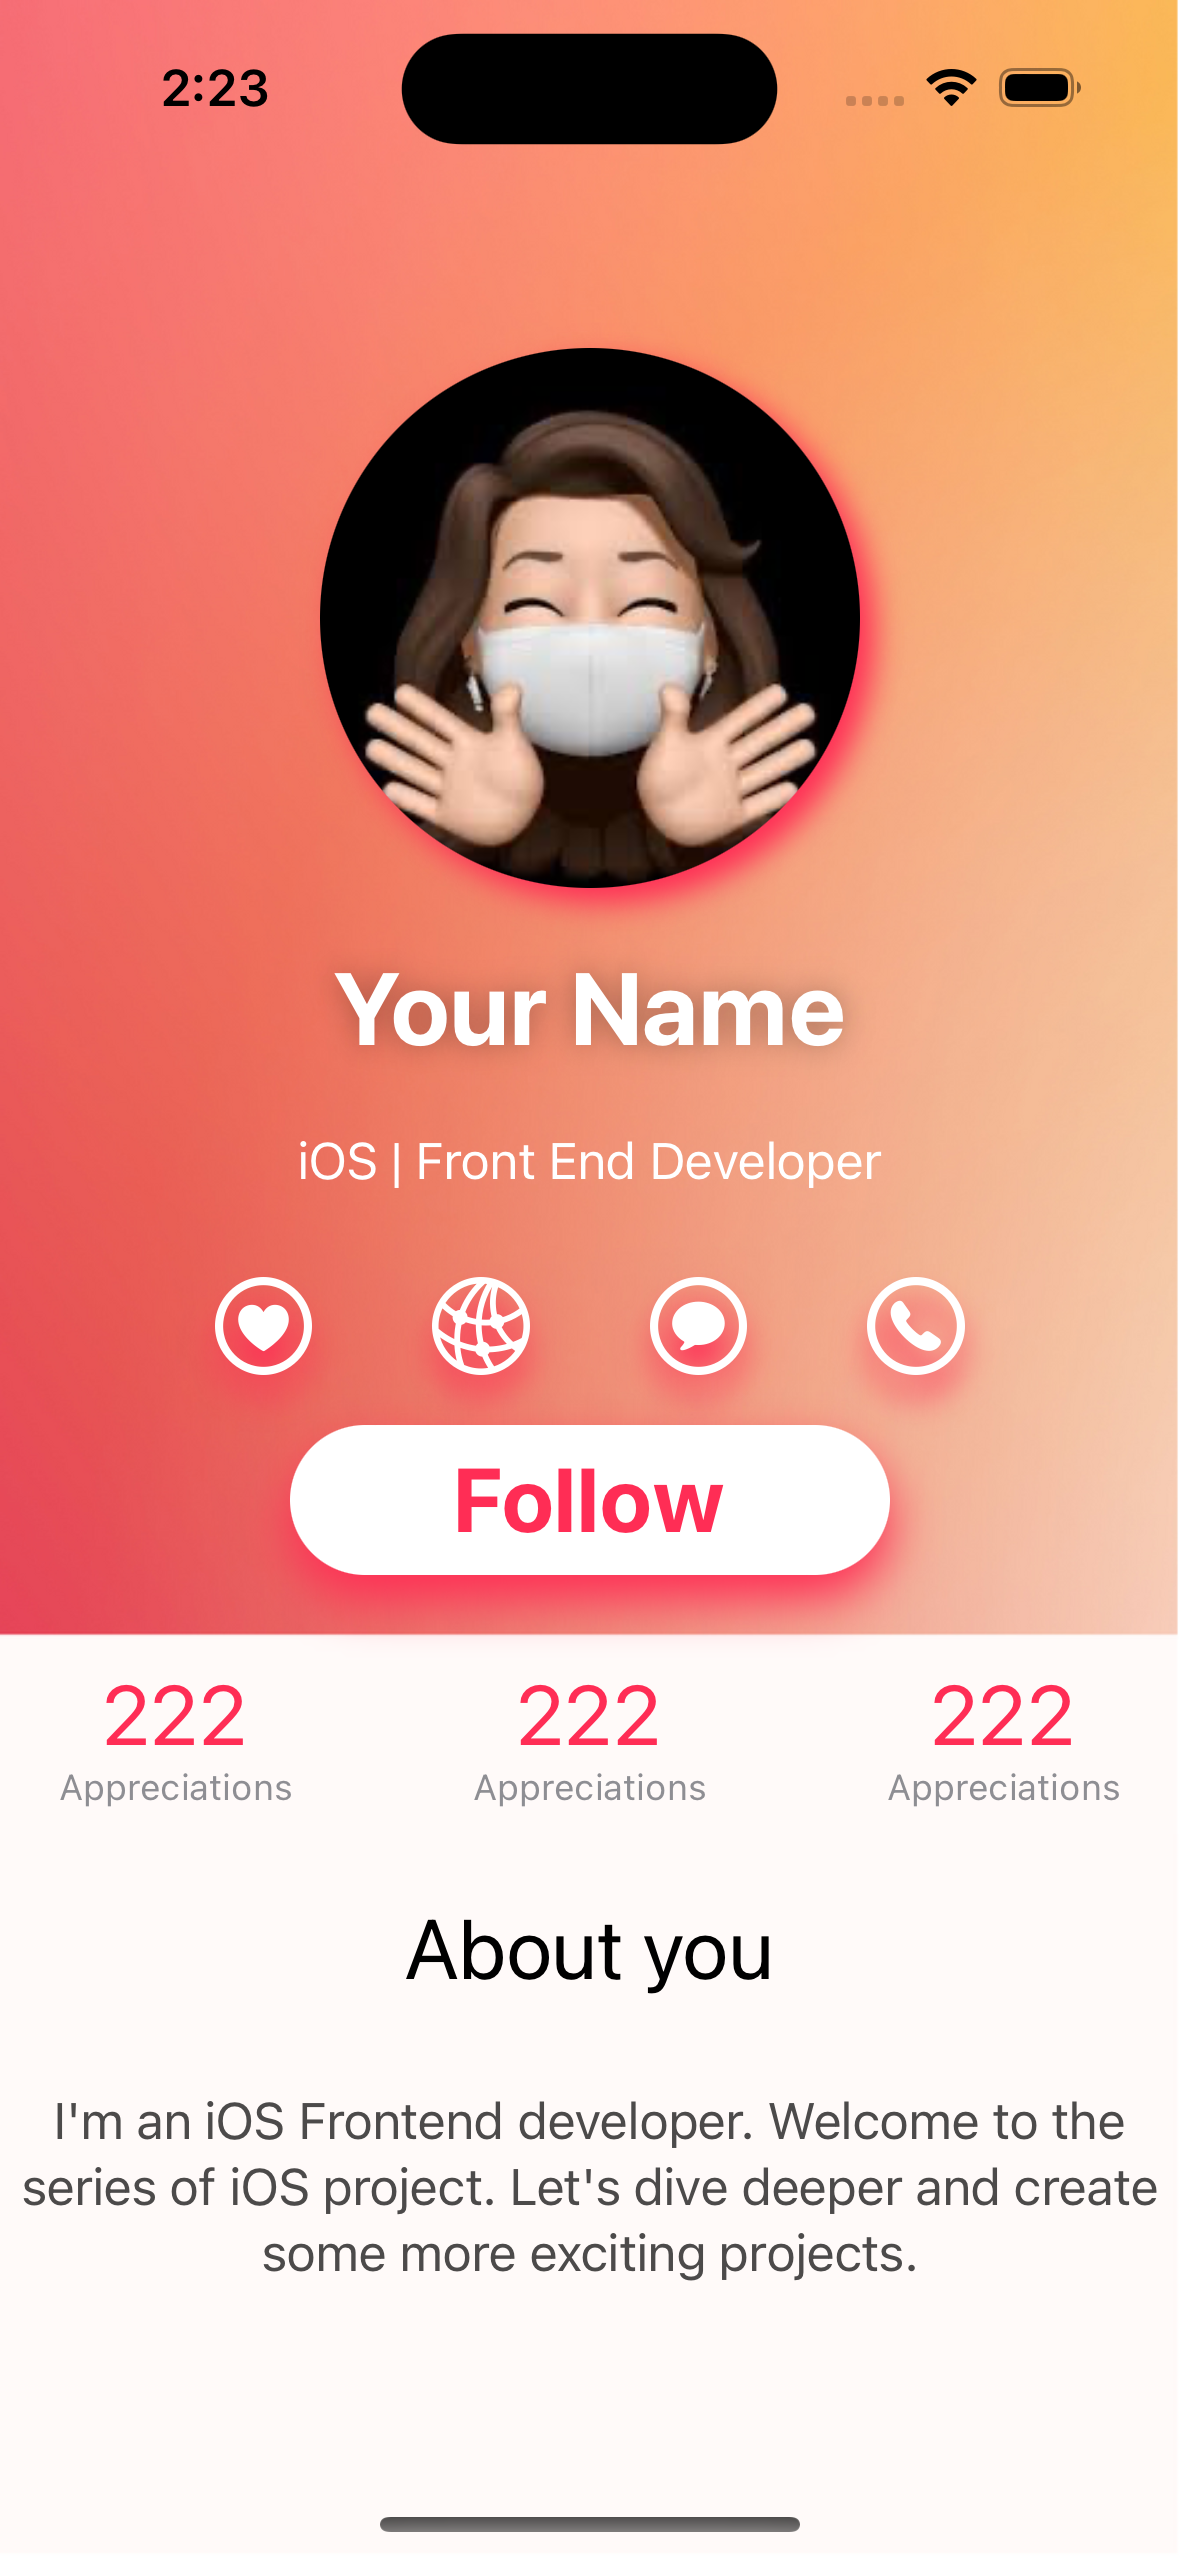 2:23
Your Name
iOS | Front End Developer
Follow
222 222 222
Appreciations Appreciations Appreciations
About you
I'm an iOS Frontend developer. Welcome to the
series of iOS project. Let's dive deeper and create
some more exciting projects.